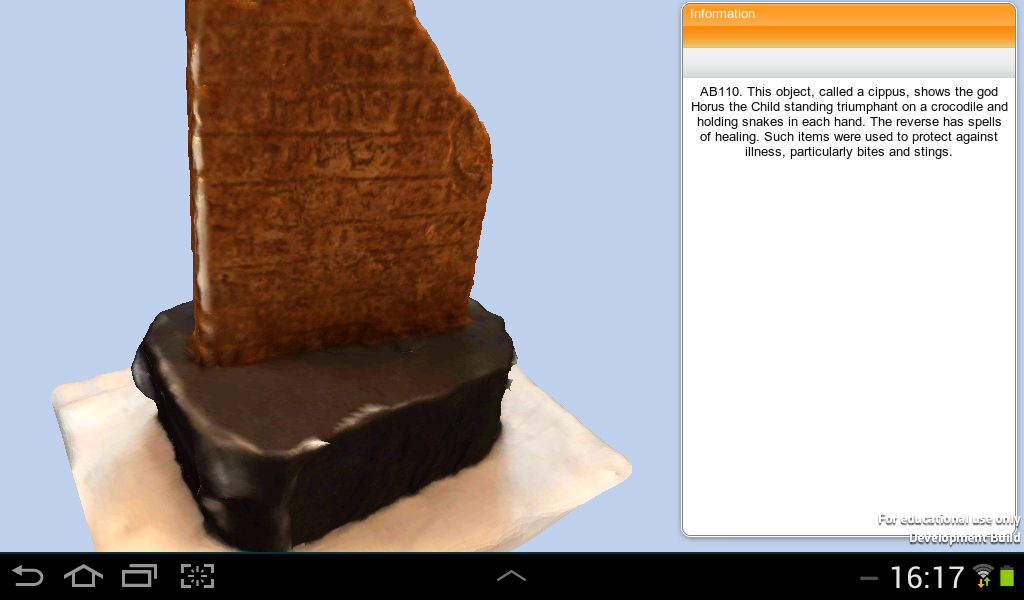 Information
AB110. This object, called a cippus, shows the god
Horus the Child standing triumphant on a crocodile and
holding snakes in each hand. The reverse has spells
of healing. Such items were used to protect against
illness, particularly bites and stings.
For educational use only
Development Build
16:17